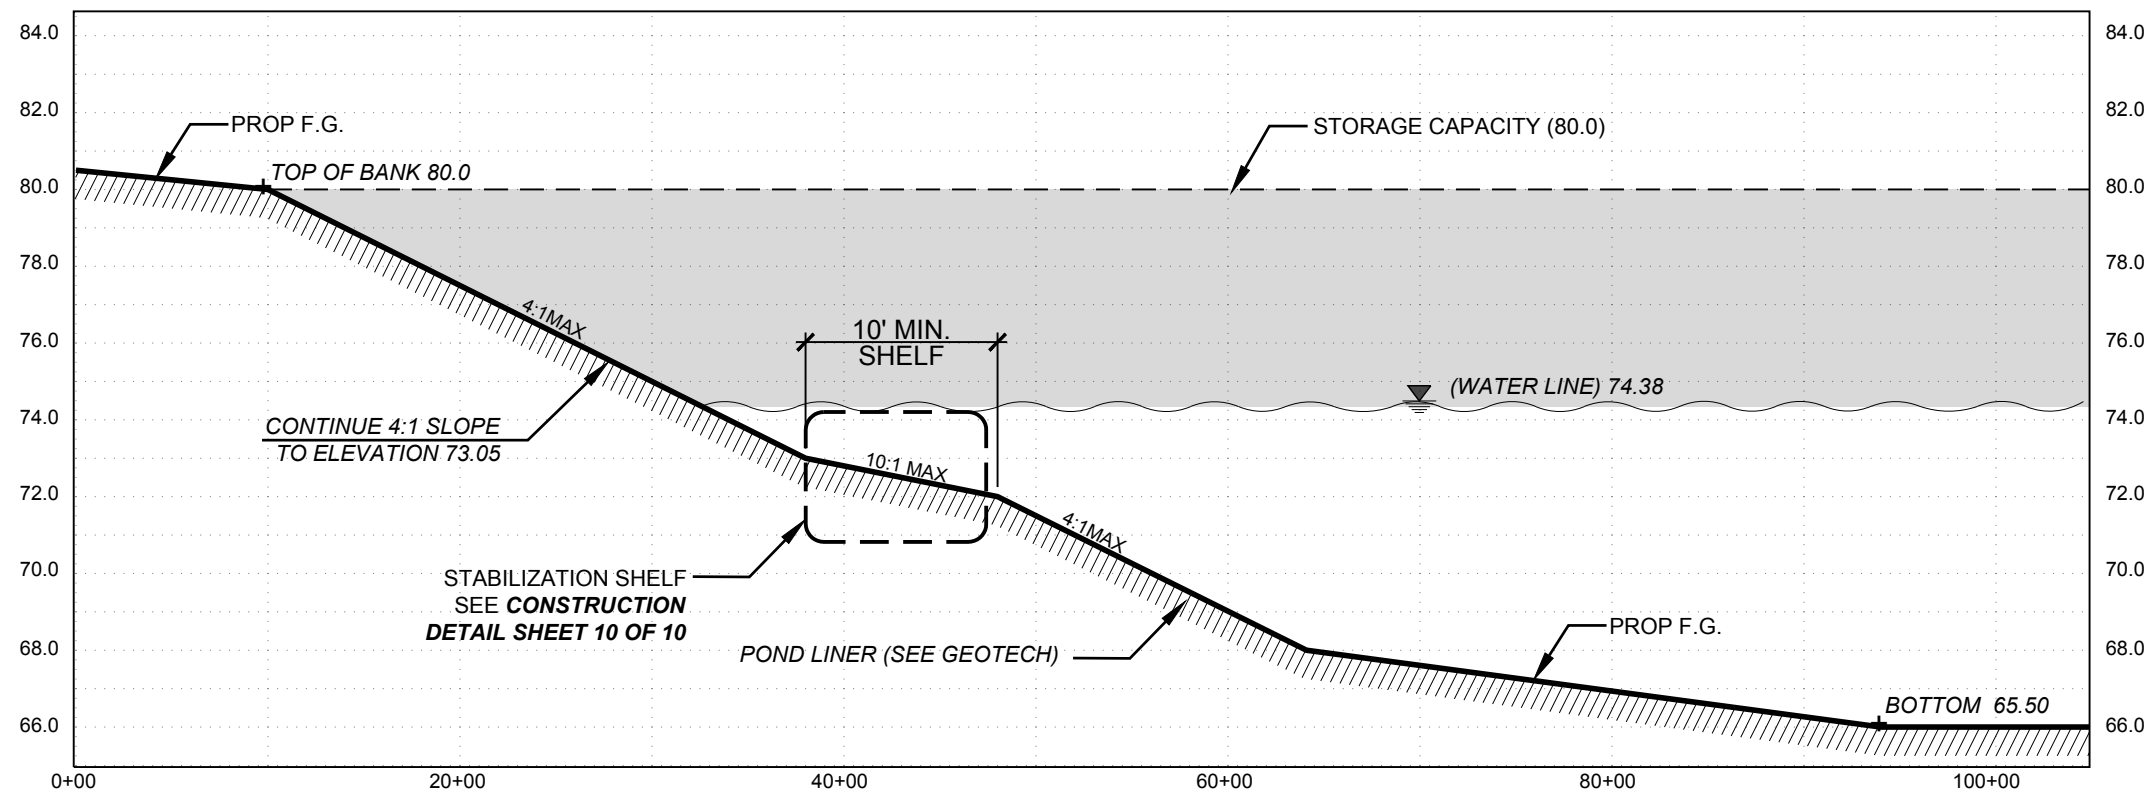 84.0
84.0
82.0
82.0
PROP F.G.
STORAGE CAPACITY (80.0)
TOP OF BANK 80.0
80.0
80.0
78.0
78.0
4:1MAX
76.0
10' MIN.
SHELF
76.0
(WATER LINE) 74.38
74.0
74.0
CONTINUE 4:1 SLOPE
TO ELEVATION 73.05
10:1 MAX
72.0
72.0
4:1MAX
70.0
70.0
STABILIZATION SHELF
SEE CONSTRUCTION
DETAIL SHEET 10 OF 10
PROP F.G.
POND LINER (SEE GEOTECH)
68.0
68.0
BOTTOM 65.50
66.0
66.0
0+00
20+00
40+00
60+00
80+00
100+00